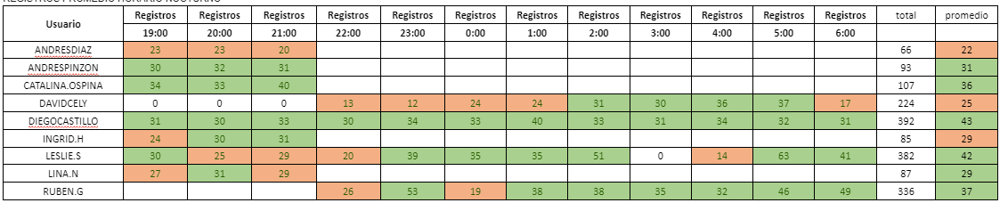 REGISTROS PROMEDIO HORARIO NOCTURNO
Usuario Registros Registros Registros Registros Registros Registros Registros Registros Registros Registros Registros Registros total promedio
19:00 20:00 21:00 22:00 23:00 0:00 1:00 2:00 3:00 4:00 5:00 6:00
ANDRESDIAZ 23 23 20 66 22
ANDRESPINZON 30 32 31 93 31
CATALINA.OSPINA 34 33 40 107 36
DAVIDCELY 0 0 0 13 12 24 24 31 30 36 37 17 224 25
DIEGOCASTILLO 31 30 33 30 34 33 40 33 31 34 32 31 392 43
INGRID.H 24 30 31 85 29
LESLIE.S 30 25 29 20 39 35 35 51 0 14 63 41 382 42
LINA.N 27 31 29 87 29
RUBEN.G 26 53 19 38 38 35 32 46 49 336 37